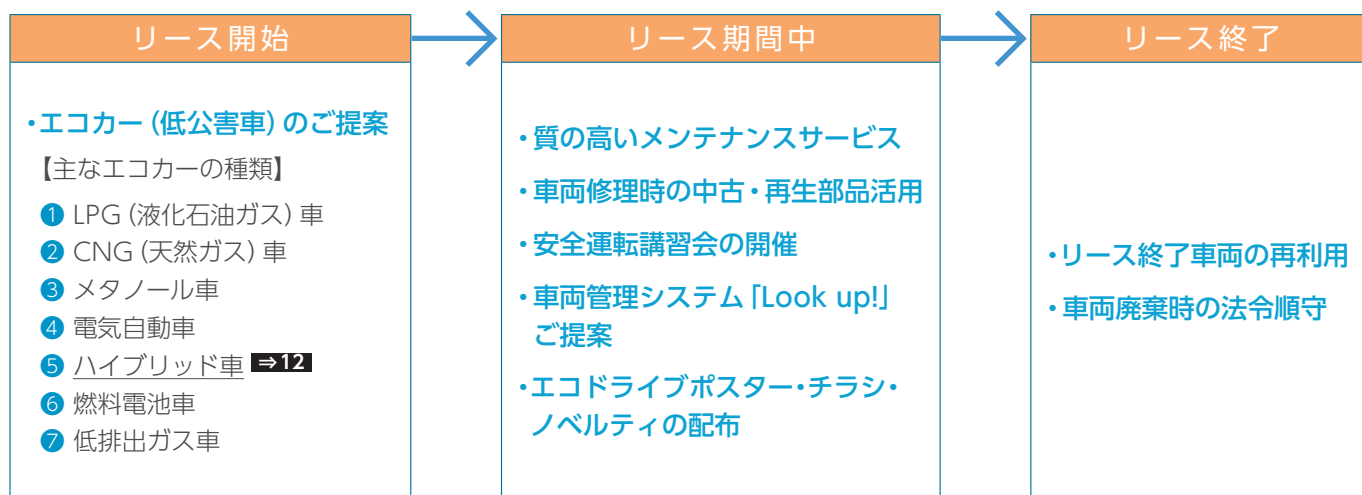 リース開始
・エコカー（低公害車）のご提案
【主なエコカーの種類】
❶ LPG（液化石油ガス）車
❷ CNG（天然ガス）車
❸ メタノール車
❹ 電気自動車
❺ ハイブリッド車 ⇒12
❻ 燃料電池車
❼ 低排出ガス車
リース期間中
・質の高いメンテナンスサービス
・車両修理時の中古・再生部品活用
・安全運転講習会の開催
・車両管理システム「Look up!」
ご提案
・エコドライブポスター・チラシ・
ノベルティの配布
リース終了
・リース終了車両の再利用
・車両廃棄時の法令順守